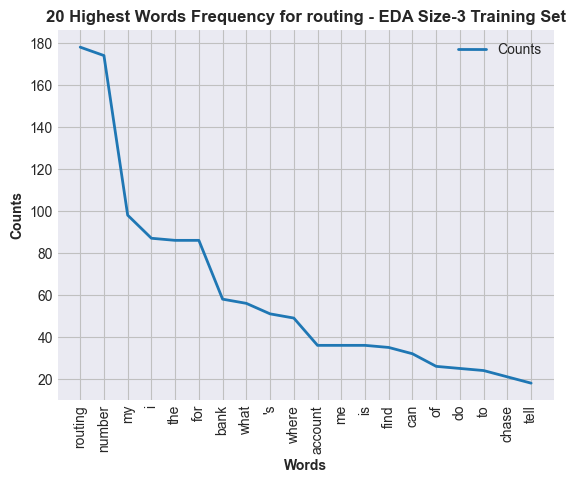 20 Highest Words Frequency for routing - EDA Size-3 Training Set
Counts
180
160
140
120
100
80
60
40
20
Counts
routing
number
my
i
the
for
bank
what
's
where
account
me
is
find
can
of
do
to
chase
tell
Words